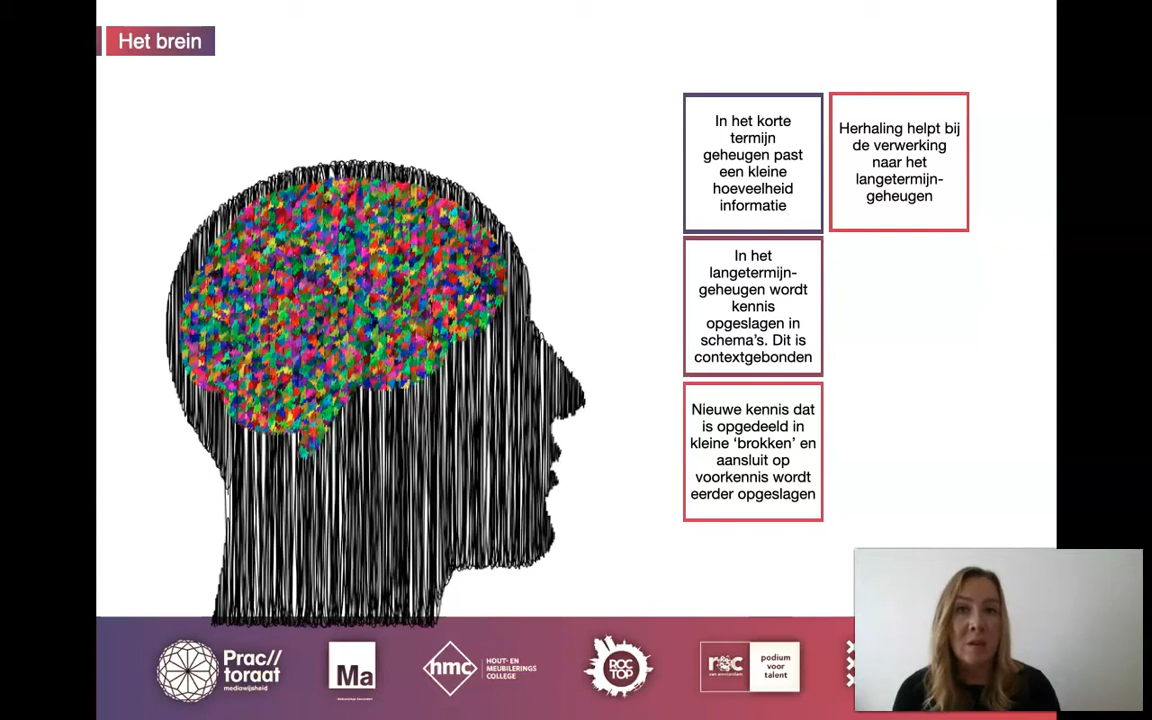 Het brein
In het korte
termijn
geheugen past
een kleine
hoeveelheid
informatie
Herhaling helpt bij
de verwerking
naar het
langetermijn-
geheugen
In het
langetermijn-
geheugen wordt
kennis
opgeslagen in
schema's. Dit is
contextgebonden
Nieuwe kennis dat
is opgedeeld in
kleine ‘brokken’ en
aansluit op
voorkennis wordt
eerder opgeslagen
Prac//
toraat
mediawijsheid
Ma
hmc
HOUT- EN
MEUBILERINGS
COLLEGE
ROC
TOP
roc
van amsterdam
podium
voor
talent